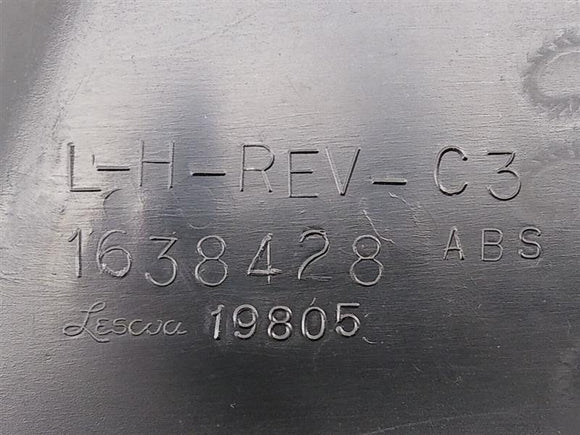 L-H-REV-C3
1638428 ABS
Lescoa 19805